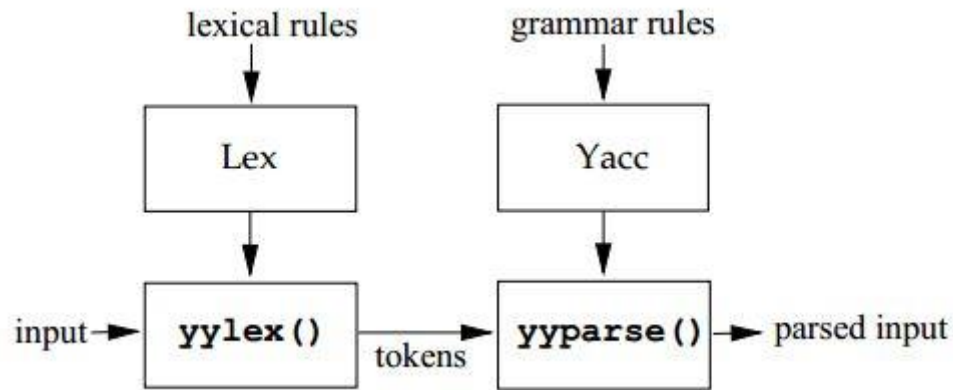 lexical rules
grammar rules
Lex
Yacc
input
yylex()
tokens
yyparse()
parsed input